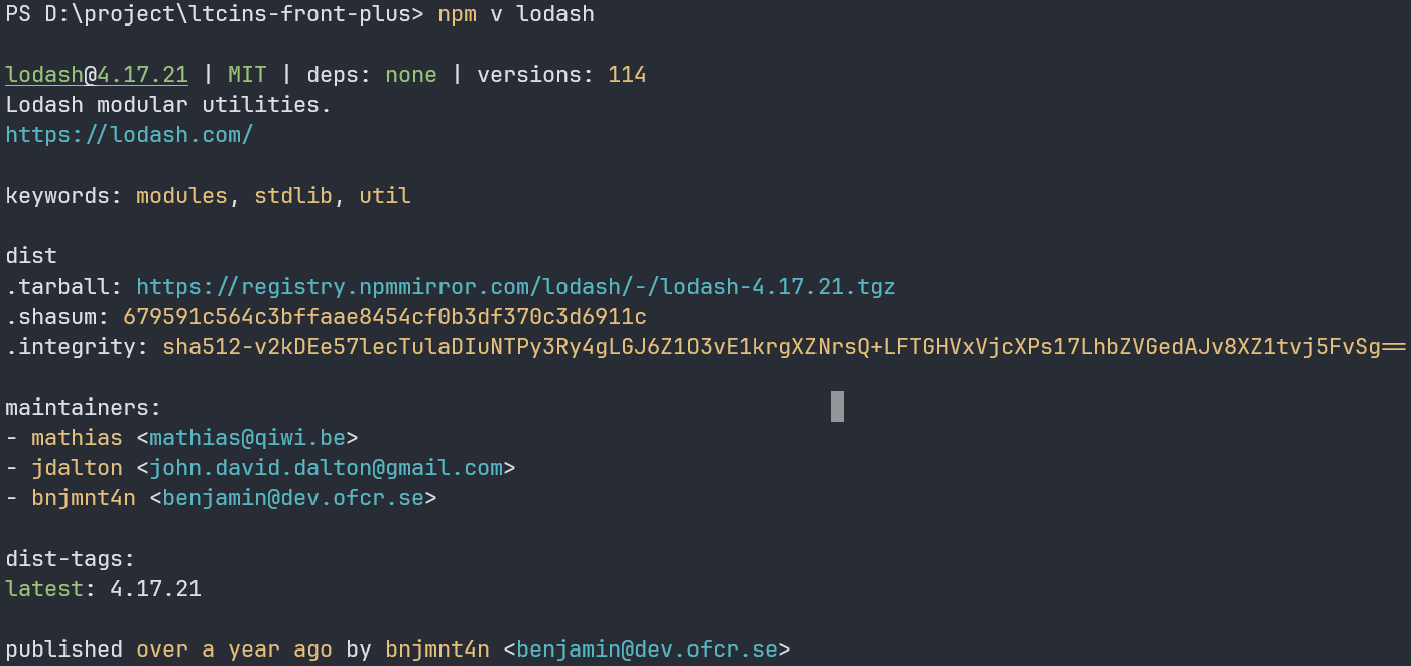 PS D:\project\ltcins-front-plus> npm v lodash
lodash@4.17.21 | MIT | deps: none | versions: 114
Lodash modular utilities.
https://lodash.com/
keywords: modules, stdlib, util
dist
.tarball: https://registry.npmmirror.com/lodash/-/lodash-4.17.21.tgz
.shasum: 679591c564c3bffaae8454cf0b3df370c3d6911c
.integrity: sha512-v2kDEe57lecTulaDIuNTPy3Ry4gLGJ6Z1O3vE1krgXZNrsQ+LFTGHVxVjcXPs17LhbZVGedAJv8XZ1tvj5FvSg==
maintainers:
- mathias <mathias@qiwi.be>
- jdalton <john.david.dalton@gmail.com>
- bnjmnt4n <benjamin@dev.ofcr.se>
dist-tags:
latest: 4.17.21
published over a year ago by bnjmnt4n <benjamin@dev.ofcr.se>